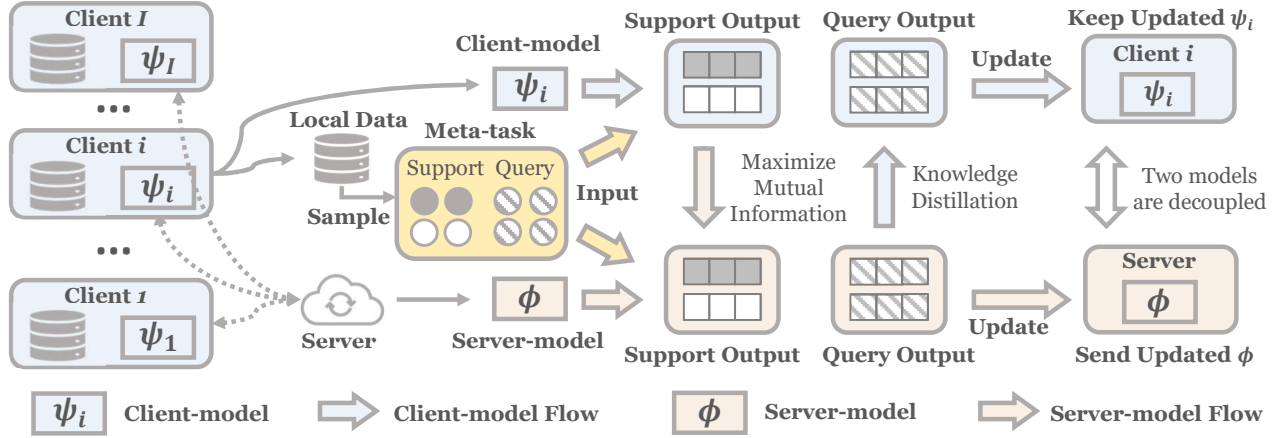 Client I
ψI
...
Client i
ψi
...
Client 1
ψ1
Local Data
Sample
Server
Meta-task
Support Query
Client-model
ψi
Input
ϕ
Server-model
Support Output
Query Output
Maximize
Mutual
Information
Knowledge
Distillation
Support Output
Query Output
Update
Update
Keep Updated ψi
Client i
ψi
Two models
are decoupled
Server
ϕ
Send Updated ϕ
ψi Client-model
Client-model Flow
ϕ Server-model
Server-model Flow